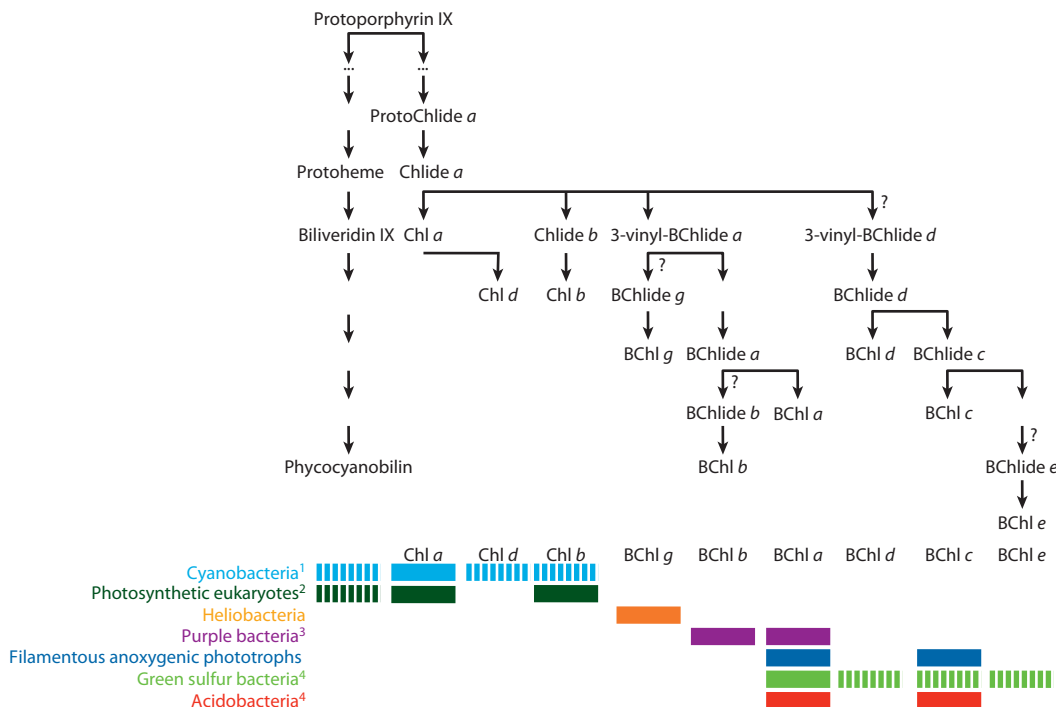 Protoporphyrin IX
... ...
ProtoChlide a
Protoheme Chlide a
?
Biliveridin IX Chl a Chlide b 3-vinyl-BChlide a 3-vinyl-BChlide d
?
Chl d Chl b BChlide g BChlide d
BChl g BChlide a BChl d BChlide c
?
BChlide b BChl a BChl c
?
Phycocyanobilin BChl b BChlide e
BChl e
Chl a Chl d Chl b BChl g BChl b BChl a BChl d BChl c BChl e
Cyanobacteria¹
Photosynthetic eukaryotes²
Heliobacteria
Purple bacteria³
Filamentous anoxygenic phototrophs
Green sulfur bacteria⁴
Acidobacteria⁴